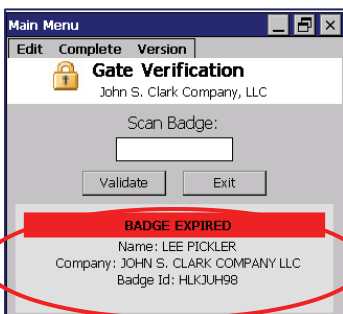 Main Menu
Edit Complete Version
Gate Verification
John S. Clark Company, LLC
Scan Badge:
Validate Exit
BADGE EXPIRED
Name: LEE PICKLER
Company: JOHN S. CLARK COMPANY LLC
Badge Id: HLKJUH98